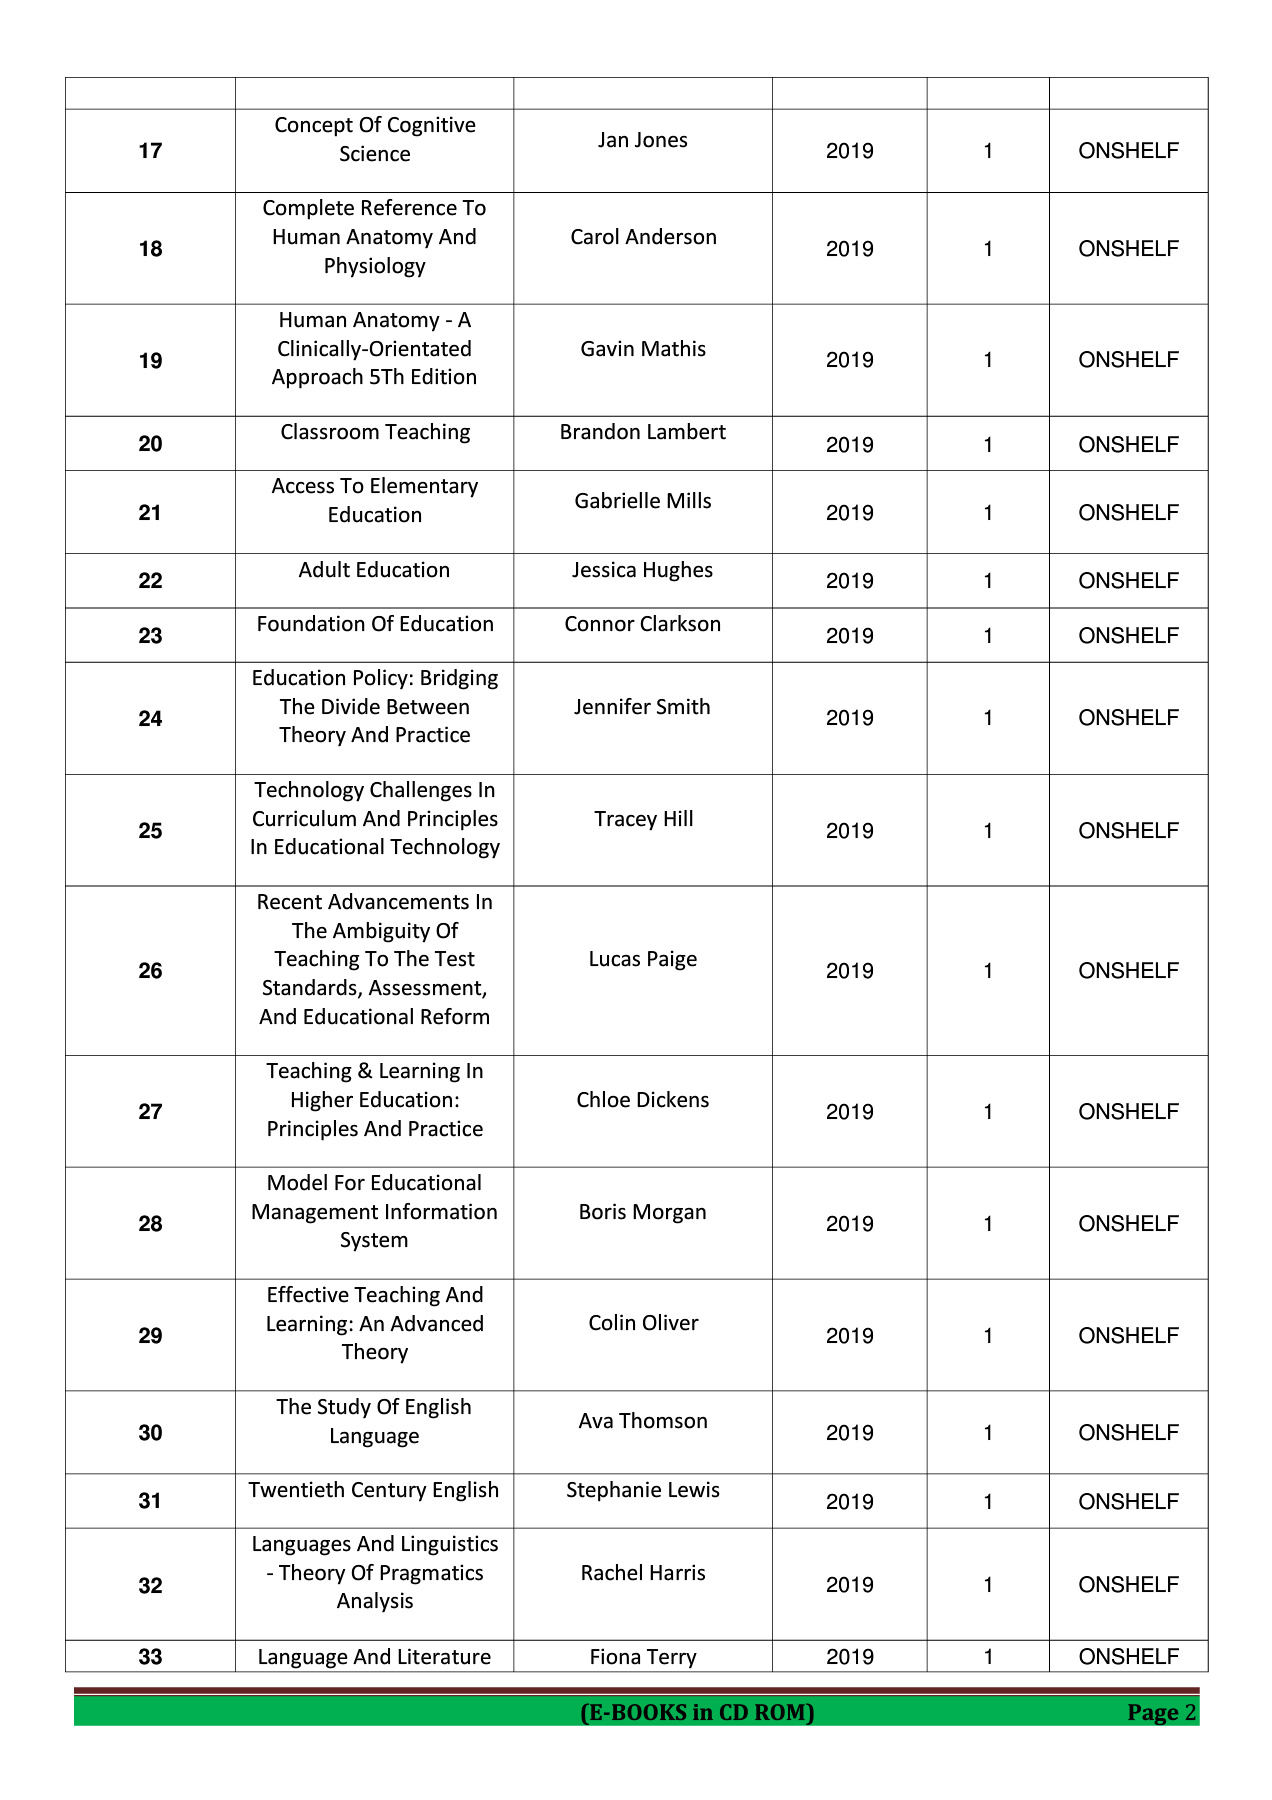 17 Concept Of Cognitive Science Jan Jones 2019 1 ONSHELF
18 Complete Reference To Human Anatomy And Physiology Carol Anderson 2019 1 ONSHELF
19 Human Anatomy - A Clinically-Orientated Approach 5Th Edition Gavin Mathis 2019 1 ONSHELF
20 Classroom Teaching Brandon Lambert 2019 1 ONSHELF
21 Access To Elementary Education Gabrielle Mills 2019 1 ONSHELF
22 Adult Education Jessica Hughes 2019 1 ONSHELF
23 Foundation Of Education Connor Clarkson 2019 1 ONSHELF
24 Education Policy: Bridging The Divide Between Theory And Practice Jennifer Smith 2019 1 ONSHELF
25 Technology Challenges In Curriculum And Principles In Educational Technology Tracey Hill 2019 1 ONSHELF
26 Recent Advancements In The Ambiguity Of Teaching To The Test Standards, Assessment, And Educational Reform Lucas Paige 2019 1 ONSHELF
27 Teaching & Learning In Higher Education: Principles And Practice Chloe Dickens 2019 1 ONSHELF
28 Model For Educational Management Information System Boris Morgan 2019 1 ONSHELF
29 Effective Teaching And Learning: An Advanced Theory Colin Oliver 2019 1 ONSHELF
30 The Study Of English Language Ava Thomson 2019 1 ONSHELF
31 Twentieth Century English Stephanie Lewis 2019 1 ONSHELF
32 Languages And Linguistics - Theory Of Pragmatics Analysis Rachel Harris 2019 1 ONSHELF
33 Language And Literature Fiona Terry 2019 1 ONSHELF
(E-BOOKS in CD ROM) Page 2